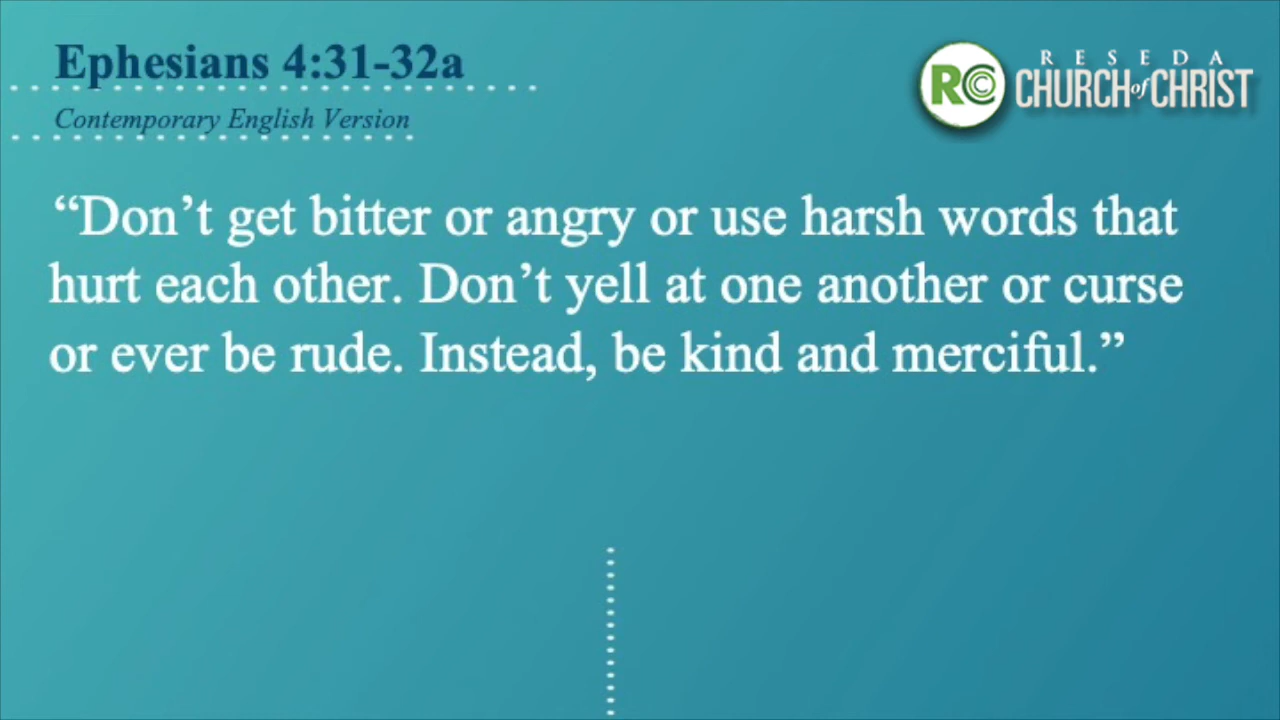 Ephesians 4:31-32a
Contemporary English Version
RCC
RESEDA
CHURCH of CHRIST
“Don’t get bitter or angry or use harsh words that
hurt each other. Don’t yell at one another or curse
or ever be rude. Instead, be kind and merciful.”